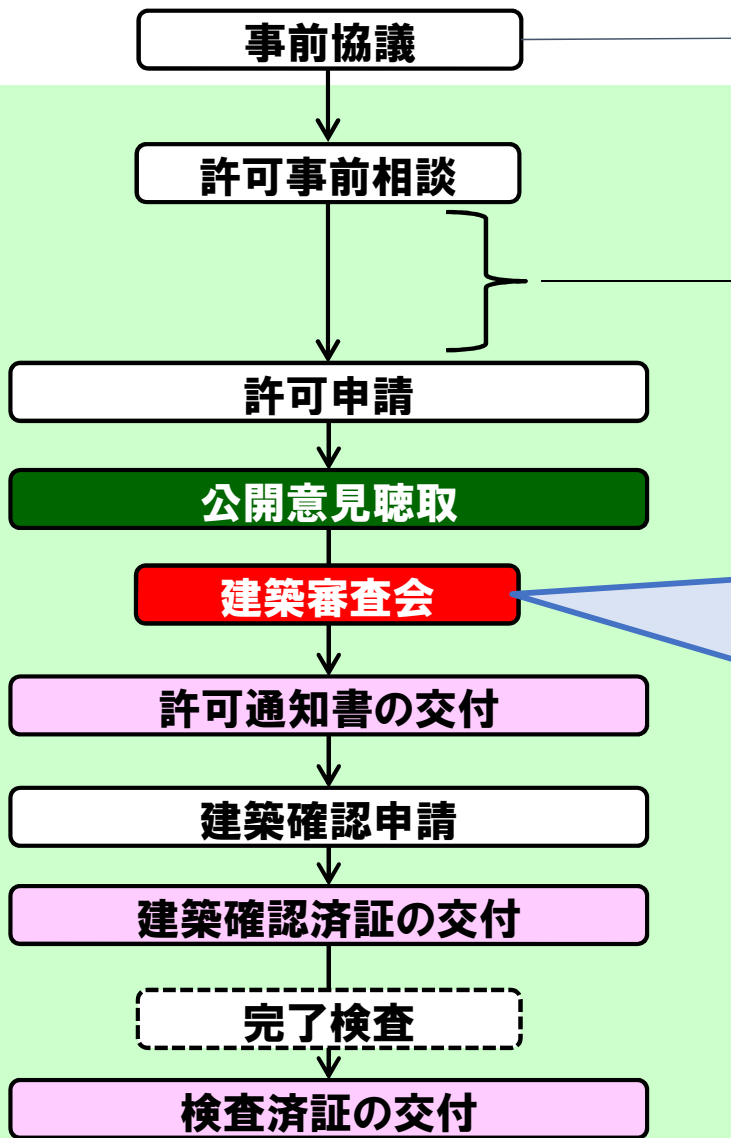 事前協議
許可事前相談
許可申請
公開意見聴取
建築審査会
許可通知書の交付
建築確認申請
建築確認済証の交付
完了検査
検査済証の交付